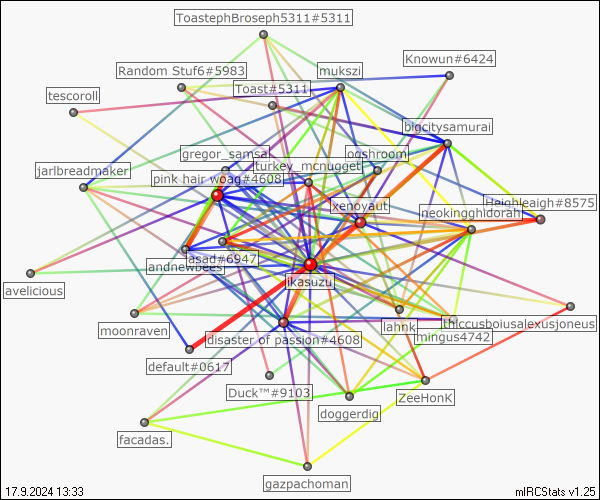 ToastephBroseph5311#5311
Knowun#6424
Random Stuf6#5983
mukszi
Toast#5311
tescoroll
bigcitysamurai
gregor_samsa
oqshroom
turkey_mcnugget
jarlbreadmaker
pink hair woag#4608
xenoyaut
Heighleaigh#8575
neokingghidorah
asad#6947
andnewbees
ikasuzu
avelicious
moonraven
lahnk
thiccusboiusalexusjoneus
disaster of passion#4608
mingus4742
default#0617
Duck™#9103
ZeeHonK
doggerdig
facadas.
gazpachoman
17.9.2024 13:33
mIRCStats v1.25